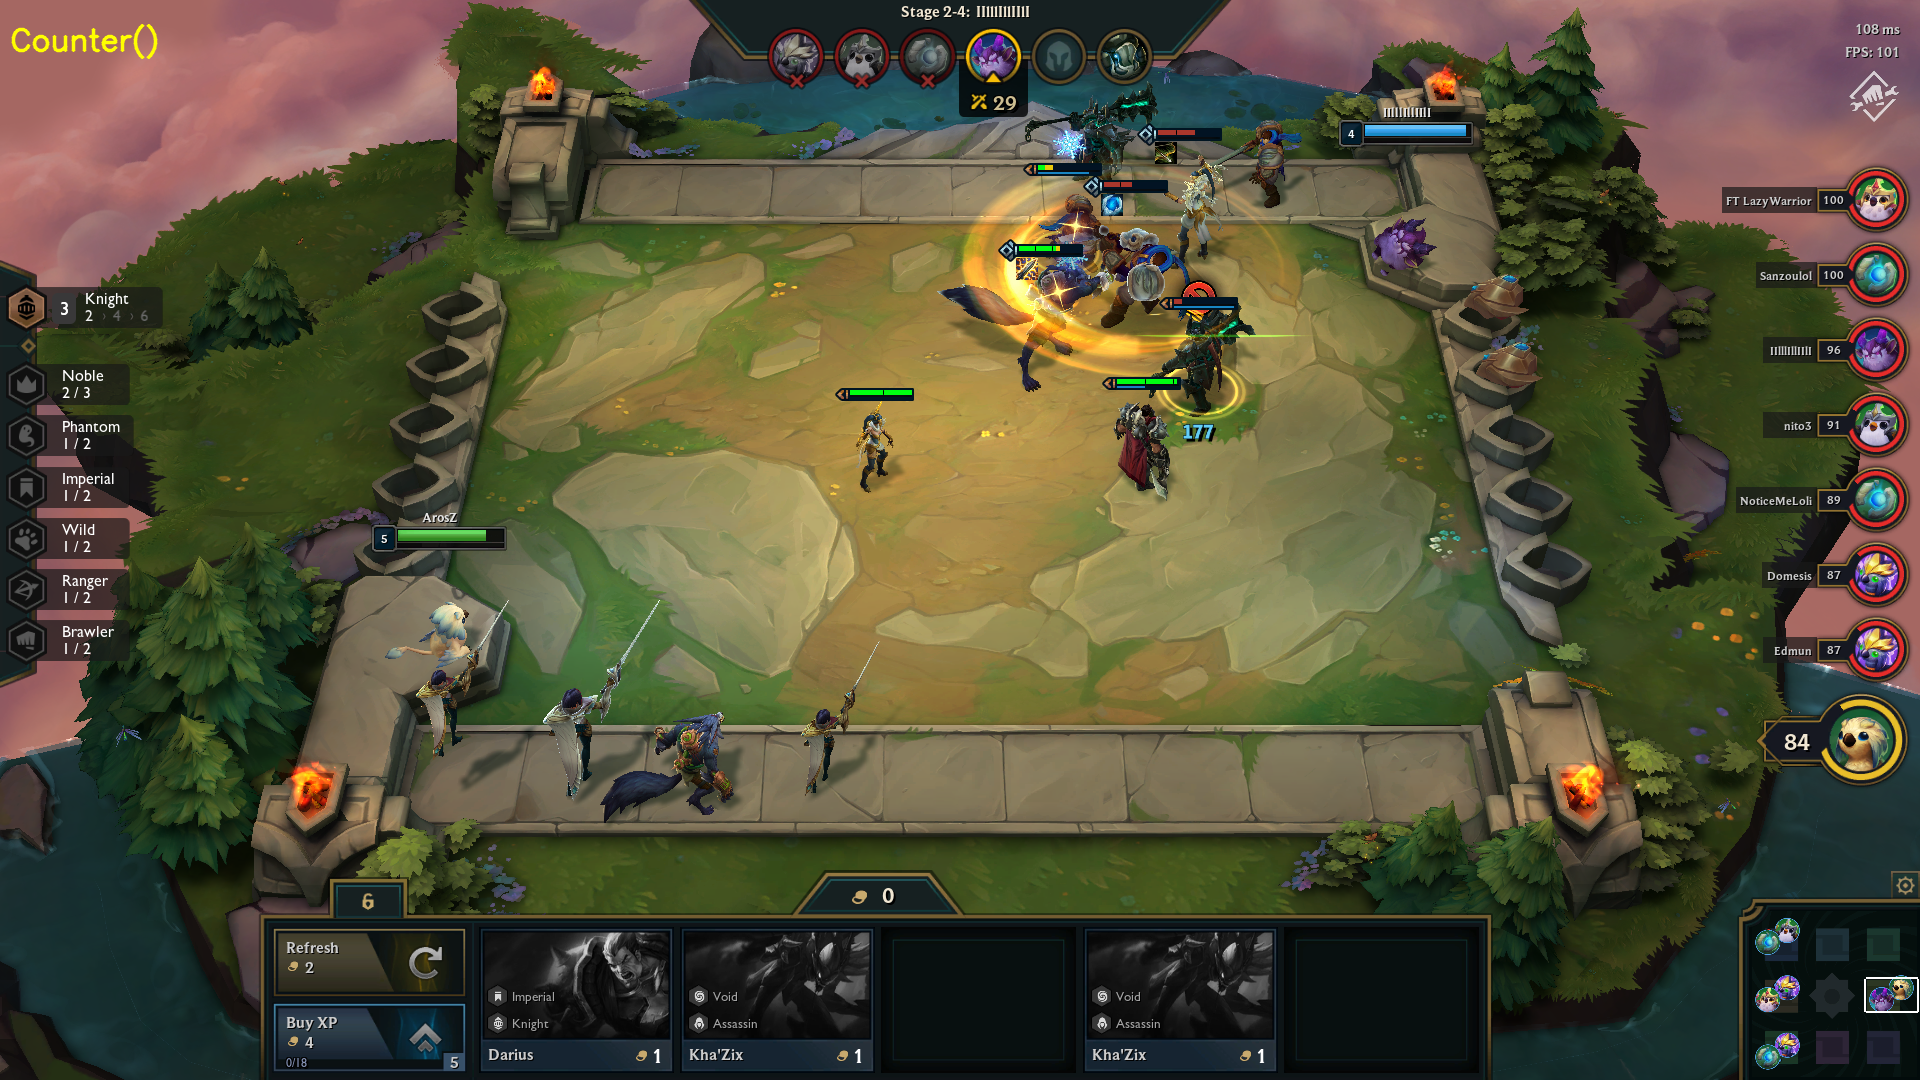 Counter()
Stage 2-4: IIIIIIIIIIII
108 ms
FPS: 101
29
4
3
Knight
2 › 4 › 6
Noble
2 / 3
Phantom
1 / 2
Imperial
1 / 2
Wild
1 / 2
Ranger
1 / 2
Brawler
1 / 2
FT LazyWarrior 100
Sanzoulol 100
96
nito3 91
NoticeMeLoli 89
Domesis 87
Edmun 87
84
177
ArosZ
5
6
0
Refresh
2
Buy XP
4
0/18
5
Imperial
Knight
Darius 1
Void
Assassin
Kha'Zix 1
Void
Assassin
Kha'Zix 1